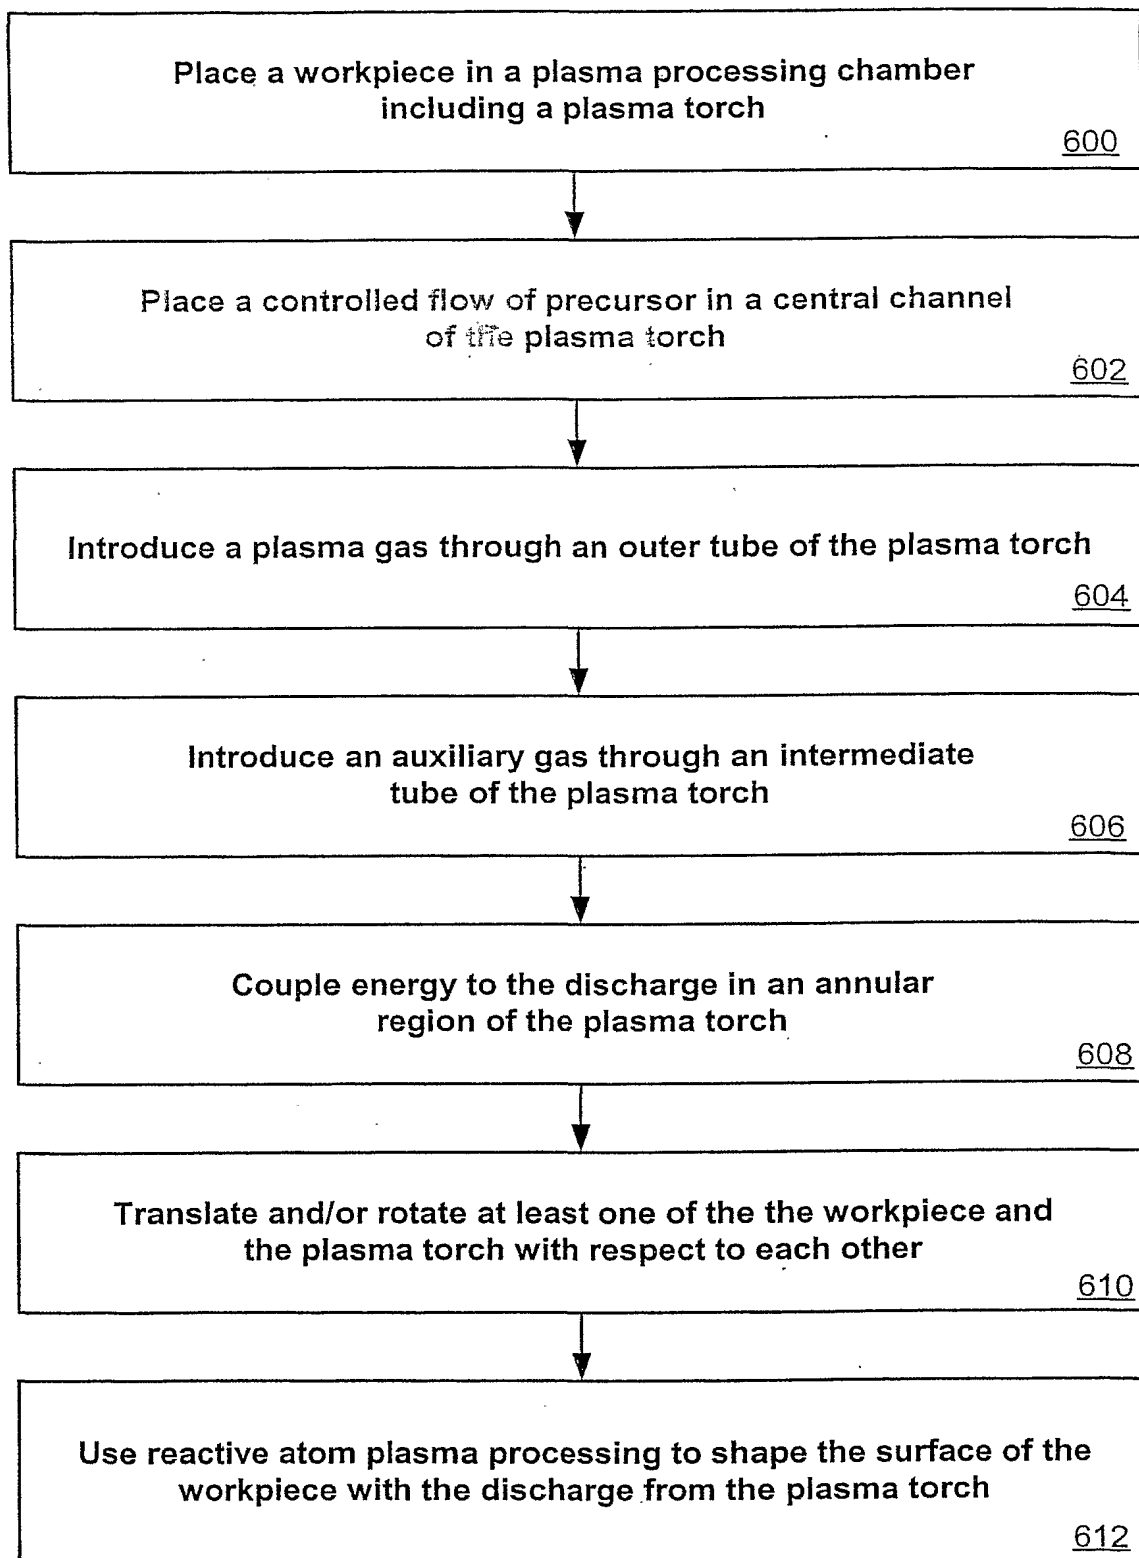 Place a workpiece in a plasma processing chamber
including a plasma torch
600
Place a controlled flow of precursor in a central channel
of the plasma torch
602
Introduce a plasma gas through an outer tube of the plasma torch
604
Introduce an auxiliary gas through an intermediate
tube of the plasma torch
606
Couple energy to the discharge in an annular
region of the plasma torch
608
Translate and/or rotate at least one of the the workpiece and
the plasma torch with respect to each other
610
Use reactive atom plasma processing to shape the surface of the
workpiece with the discharge from the plasma torch
612